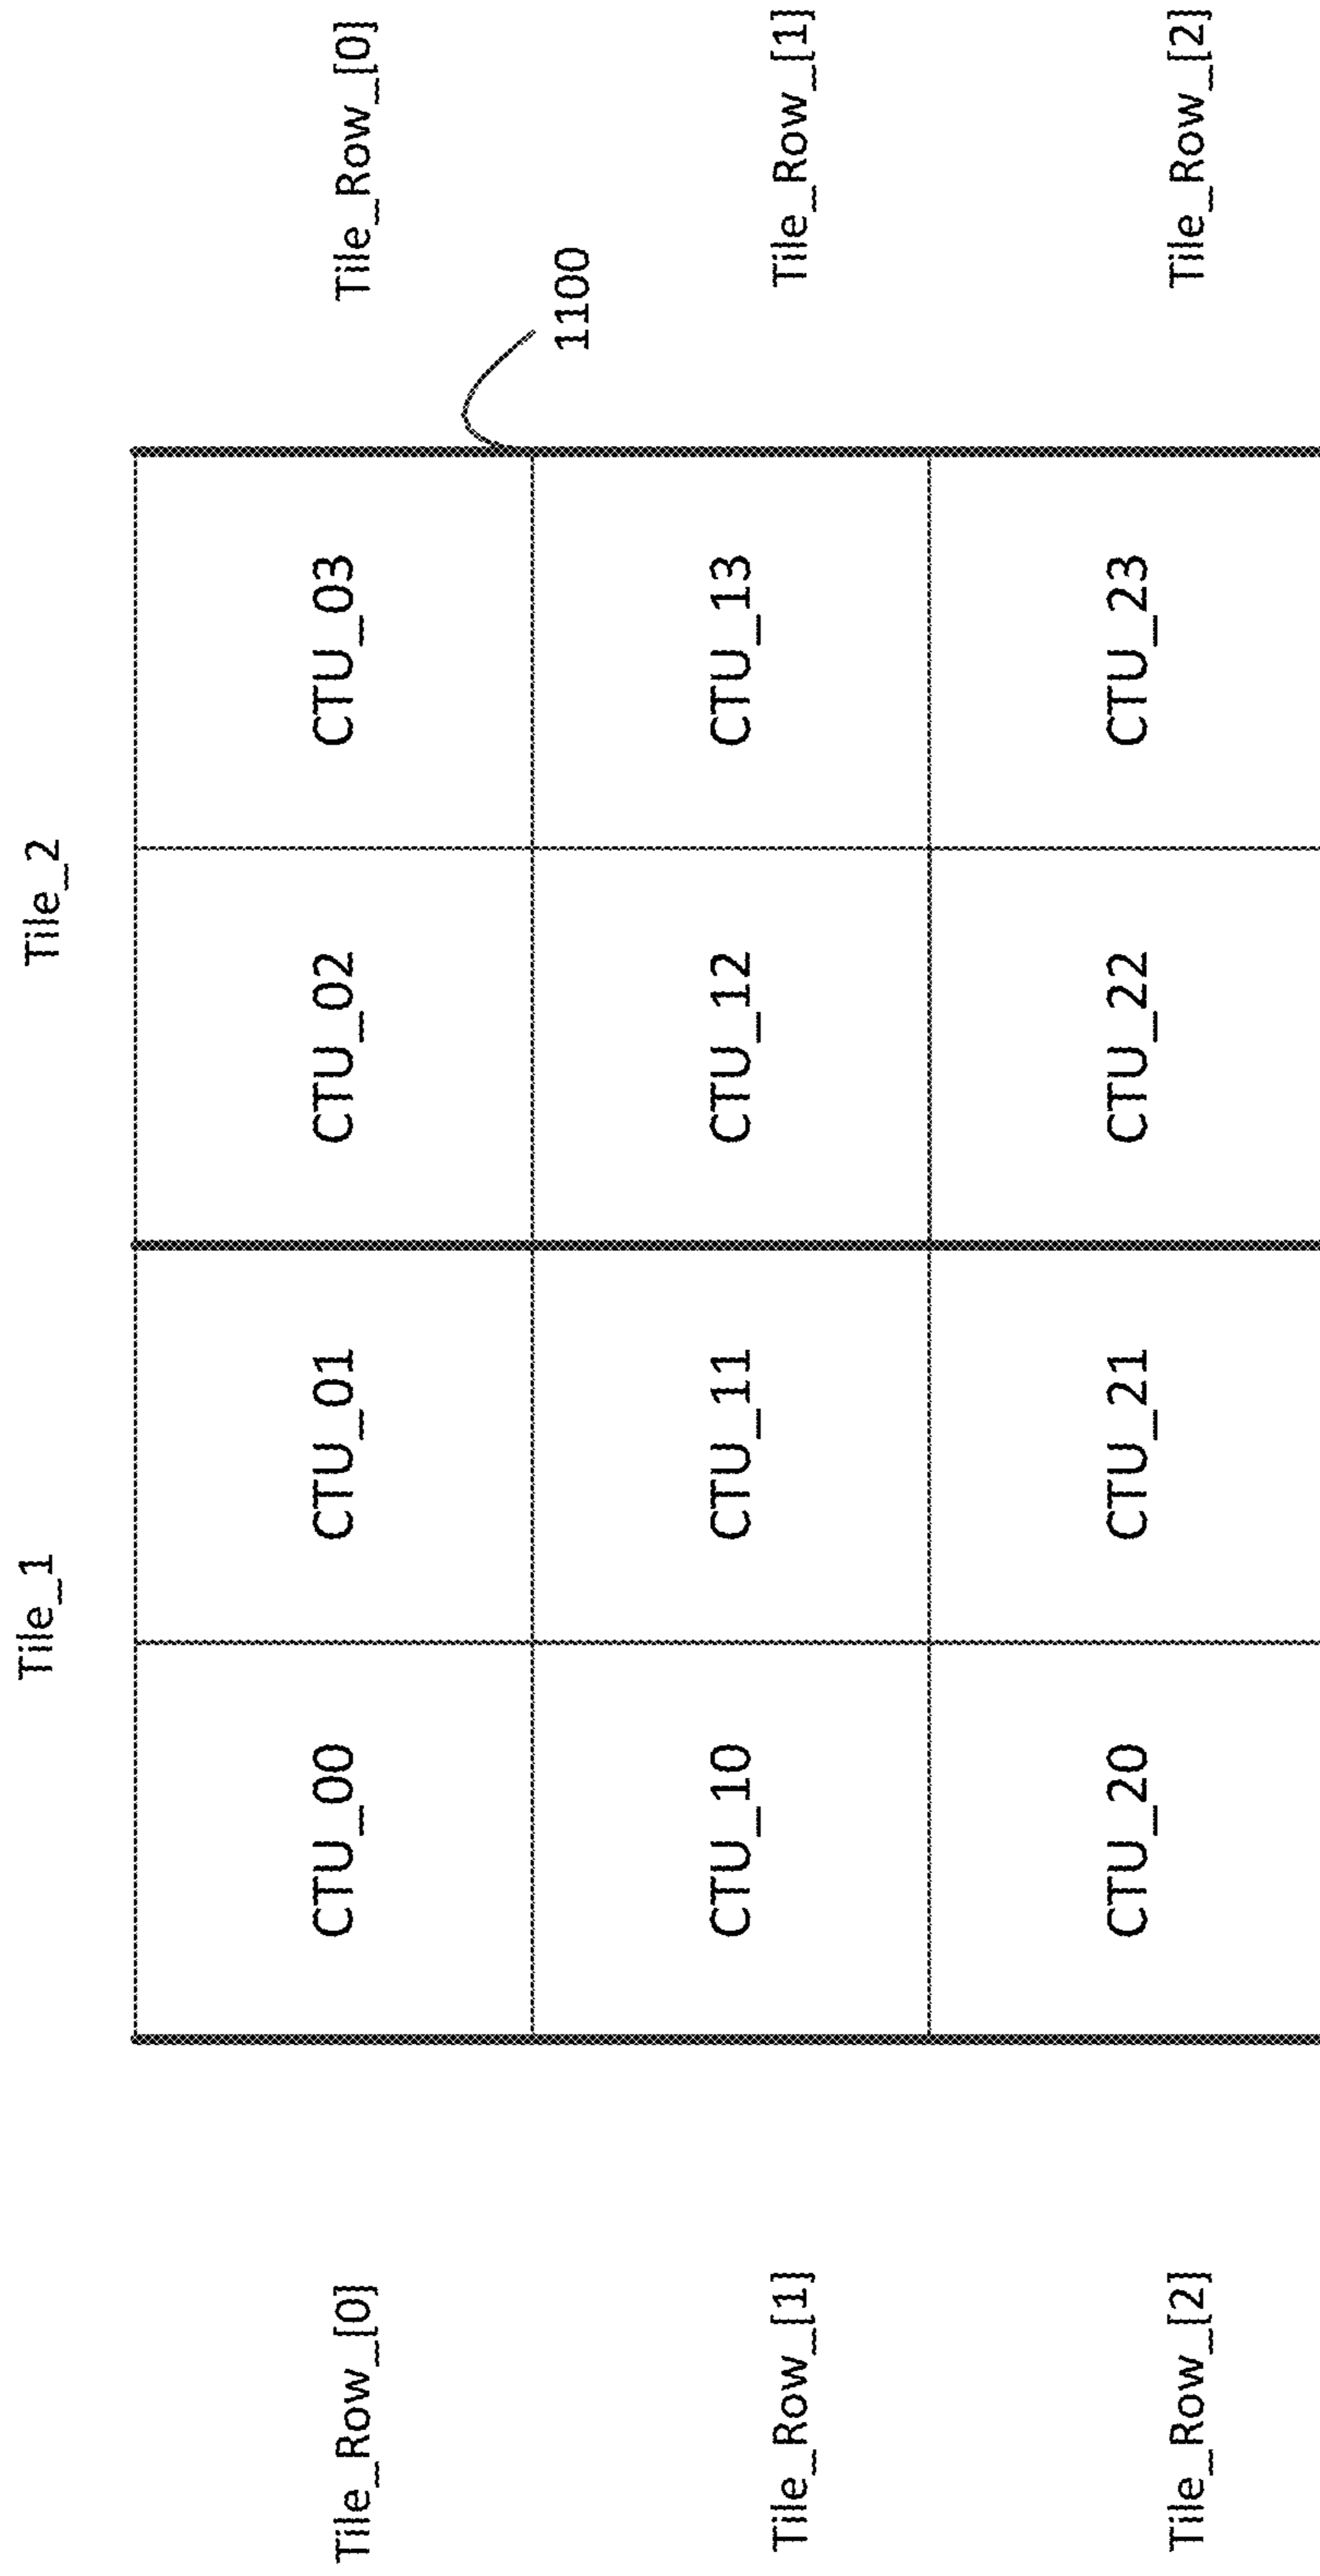 Tile_1
Tile_2
Tile_Row_[0]
CTU_00
CTU_01
CTU_02
CTU_03
Tile_Row_[0]
1100
Tile_Row_[1]
CTU_10
CTU_11
CTU_12
CTU_13
Tile_Row_[1]
Tile_Row_[2]
CTU_20
CTU_21
CTU_22
CTU_23
Tile_Row_[2]